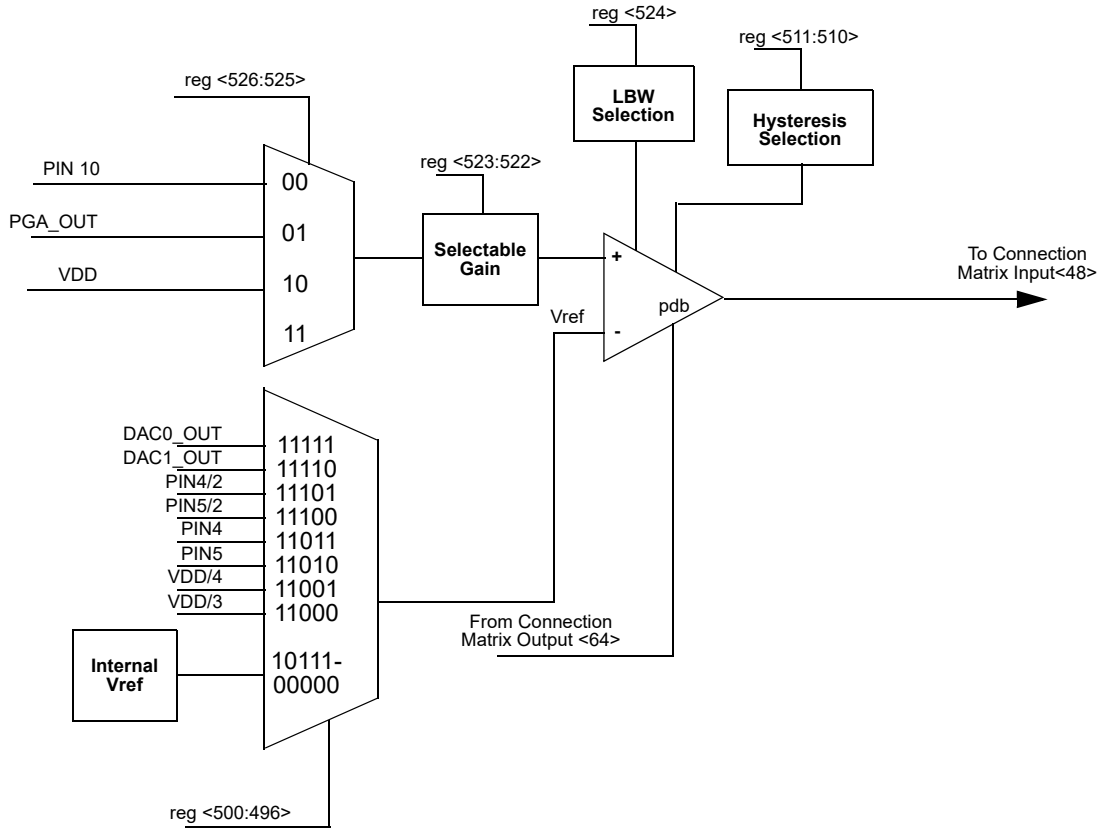 reg <524>
reg <511:510>
reg <526:525>
LBW
Selection
Hysteresis
Selection
PIN 10
00
reg <523:522>
PGA_OUT
01
Selectable
Gain
+
To Connection
Matrix Input<48>
VDD
10
pdb
Vref
-
11
DAC0_OUT
11111
DAC1_OUT
11110
PIN4/2
11101
PIN5/2
11100
PIN4
11011
PIN5
11010
VDD/4
11001
VDD/3
11000
From Connection
Matrix Output <64>
Internal
Vref
10111-
00000
reg <500:496>